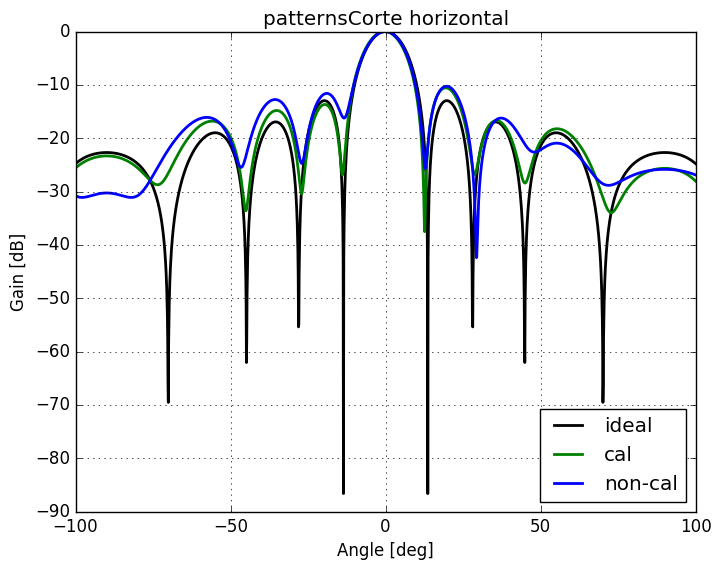 patternsCorte horizontal
0
−10
−20
−30
−40
−50
−60
−70
−80
−90
Gain [dB]
ideal
cal
non-cal
−100 −50 0 50 100
Angle [deg]